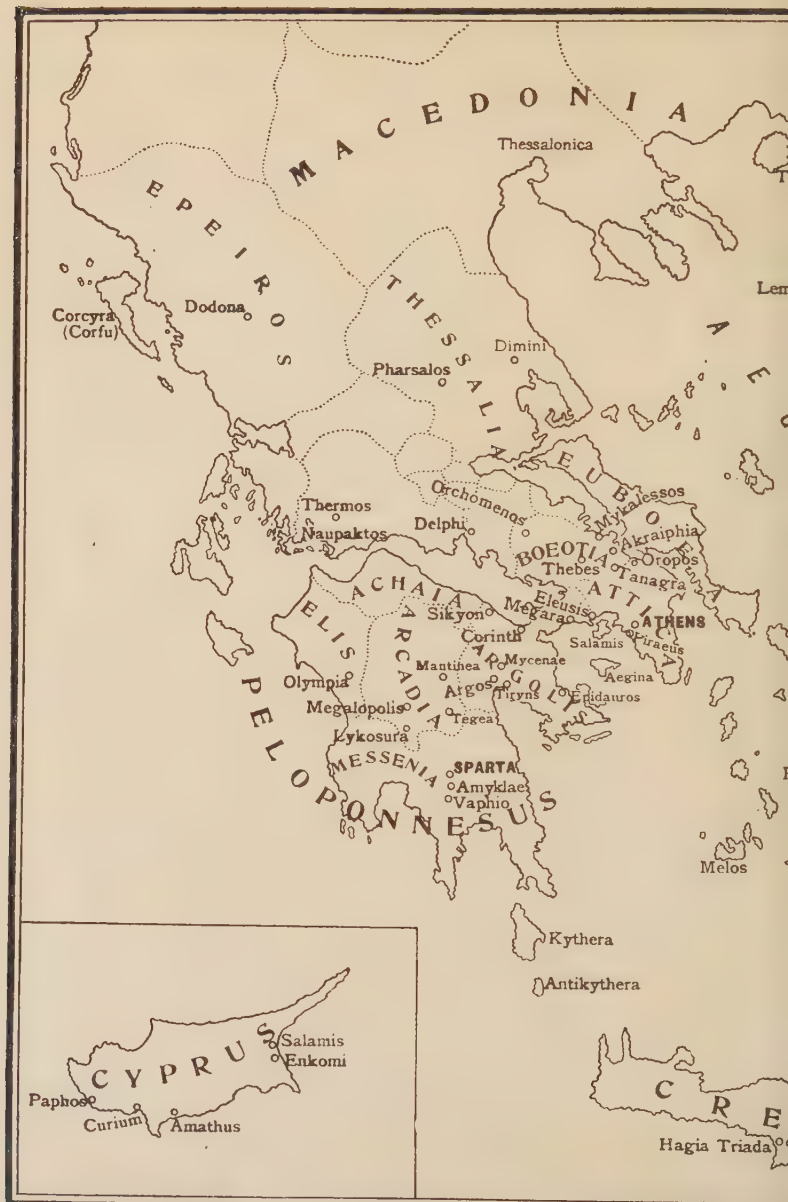 MACEDONIA
Thessalonica
EPEIROS
Corcyra
(Corfu)
Dodona
THESSALIA
Dimini
Pharsalos
Lem
A E G
T
EUBOEA
Orchomenos
Mykalessos
Thermos
Naupaktos
Delphi
BOEOTIA
Akraiphia
Thebes
Oropos
Tanagra
ATTICA
ACHAIA
Eleusis
Megara
Sikyon
ATHENS
Piraeus
Salamis
ELIS
ARCADIA
Corinth
ARGOLIS
Mycenae
Mantinea
Aegina
Olympia
Argos
Tiryns
Epidauros
Megalopolis
Tegea
Lykosura
MESSENIA
SPARTA
Amyklae
Vaphio
PELOPONNESUS
Melos
Kythera
Antikythera
CYPRUS
Salamis
Enkomi
Paphos
Curium
Amathus
CRE
Hagia Triada